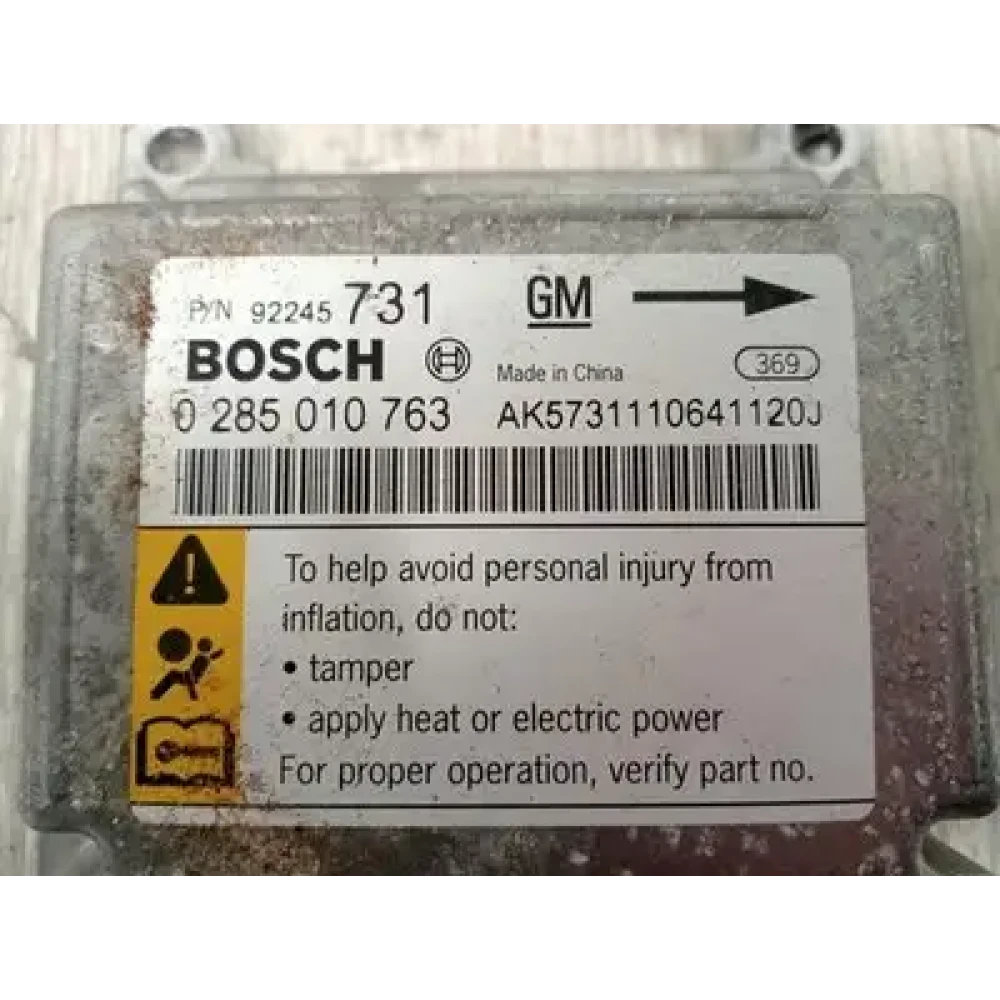 P/N 92245 731 GM
BOSCH Made in China 369
0 285 010 763 AK5731110641120J
To help avoid personal injury from
inflation, do not:
• tamper
• apply heat or electric power
For proper operation, verify part no.